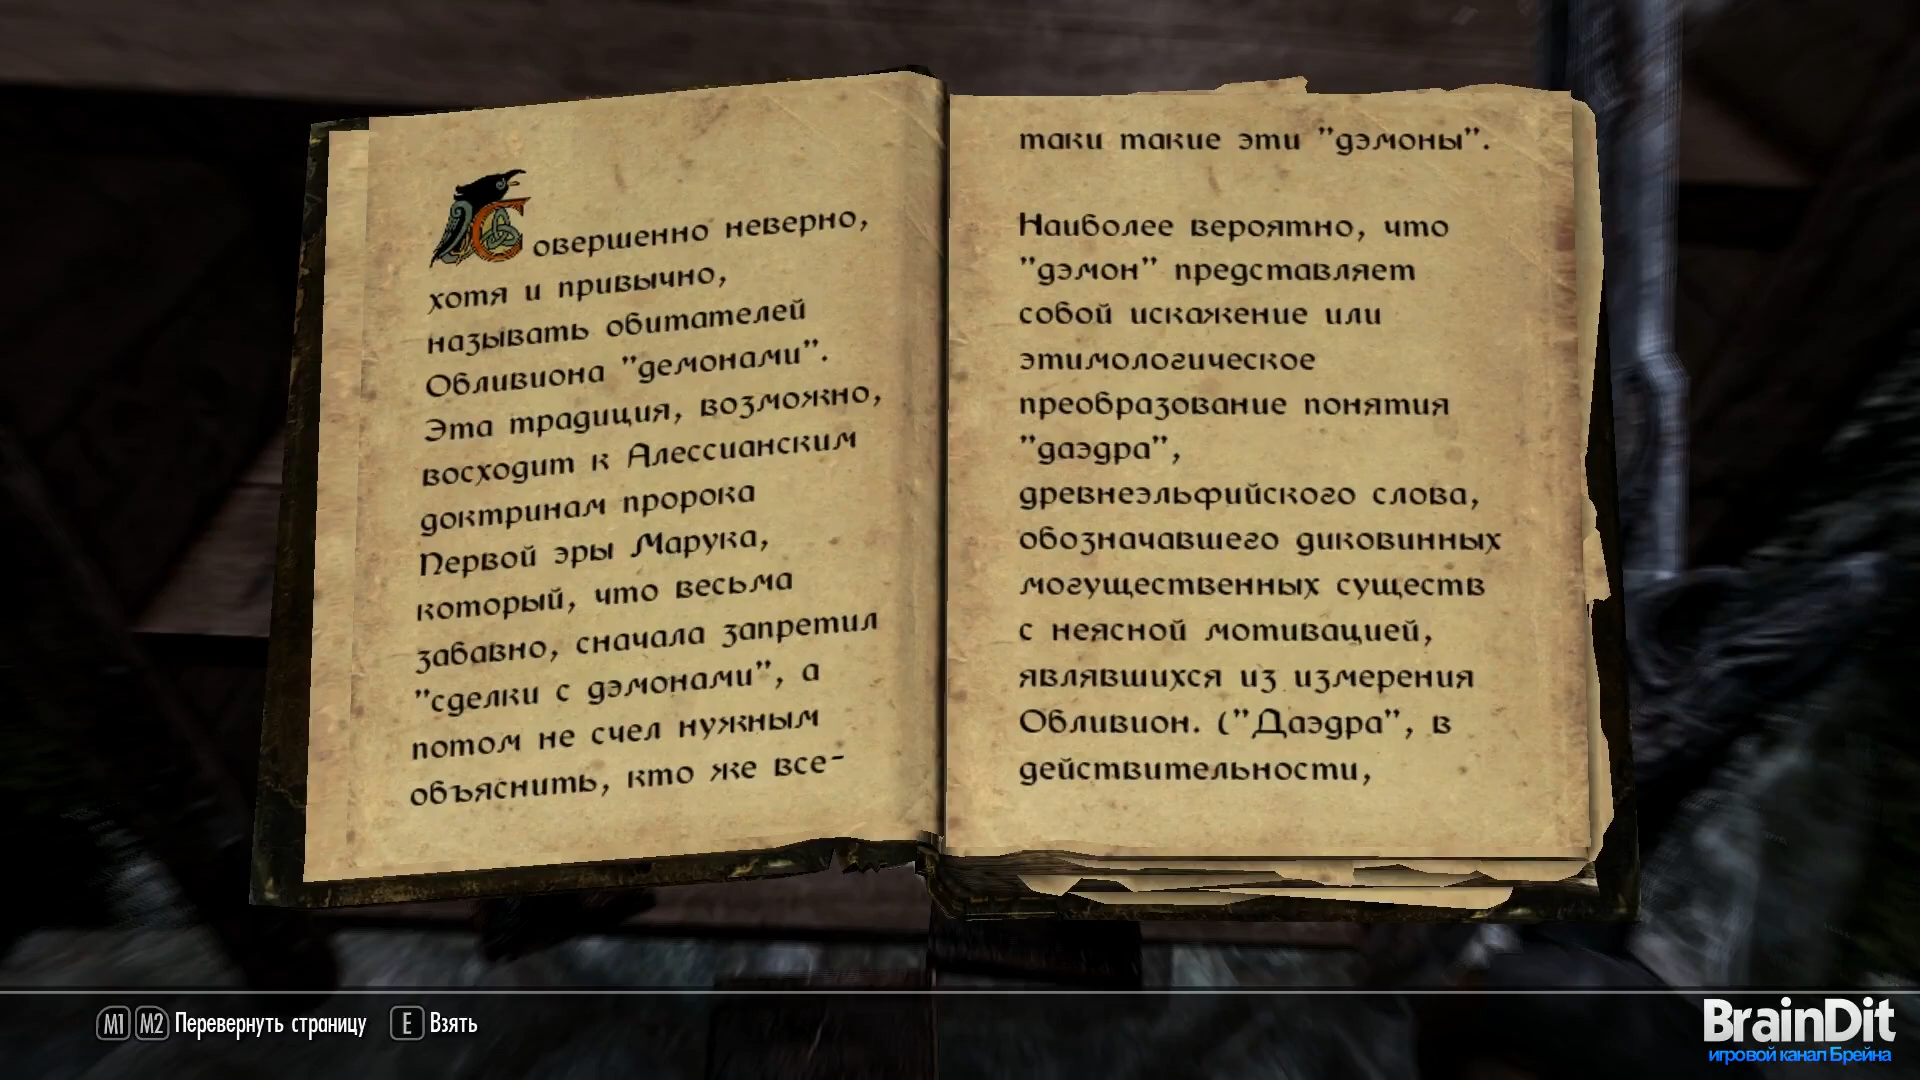 Совершенно неверно,
хотя и привычно,
называть обитателей
Обливиона "демонами".
Эта традиция, возможно,
восходит к Алессианским
доктринам пророка
Первой эры Марука,
который, что весьма
забавно, сначала запретил
"сделки с дэмонами", а
потом не счел нужным
объяснить, кто же все-
таки такие эти "дэмоны".
Наиболее вероятно, что
"дэмон" представляет
собой искажение или
этимологическое
преобразование понятия
"даэдра",
древнеэльфийского слова,
обозначавшего диковинных
могущественных существ
с неясной мотивацией,
являвшихся из измерения
Обливион. ("Даэдра", в
действительности,
M1 M2 Перевернуть страницу E Взять
BrainDit
игровой канал Брейна